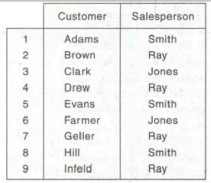 Customer Salesperson
1 Adams Smith
2 Brown Ray
3 Clark Jones
4 Drew Ray
5 Evans Smith
6 Farmer Jones
7 Geller Ray
8 Hill Smith
9 Infeld Ray